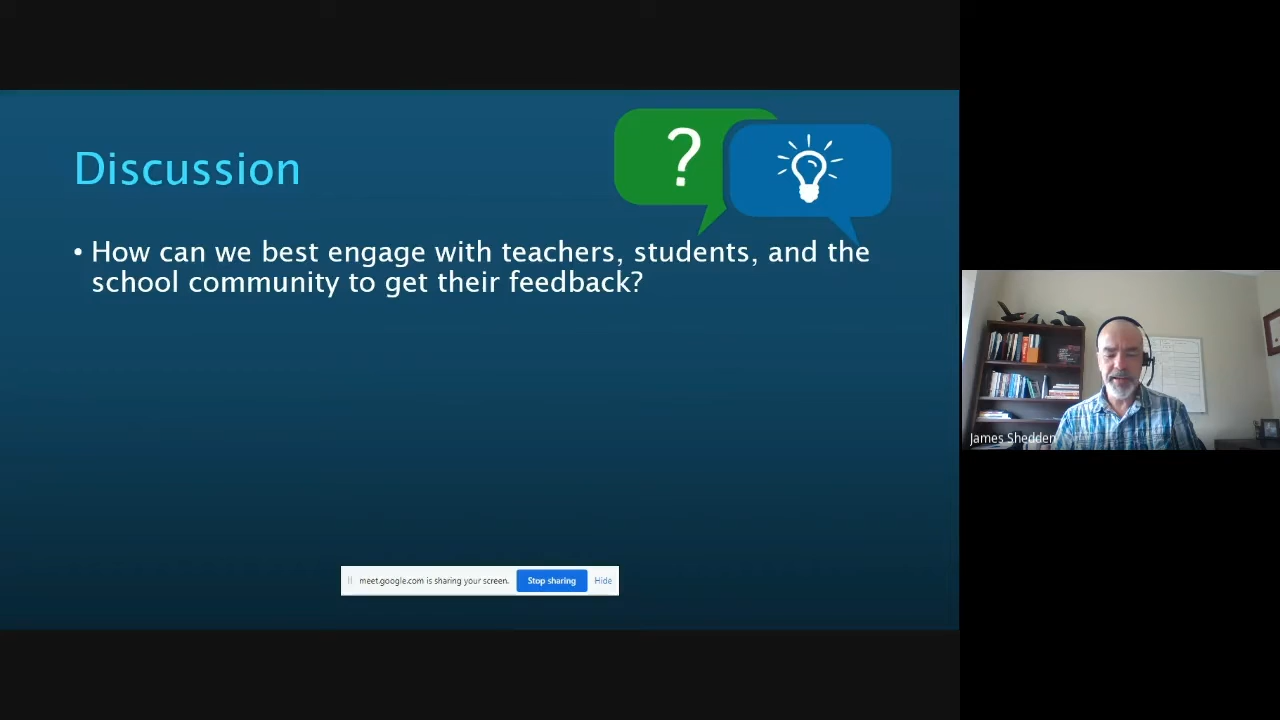 ?
Discussion
• How can we best engage with teachers, students, and the
school community to get their feedback?
meet.google.com is sharing your screen. Stop sharing Hide
James Shedden